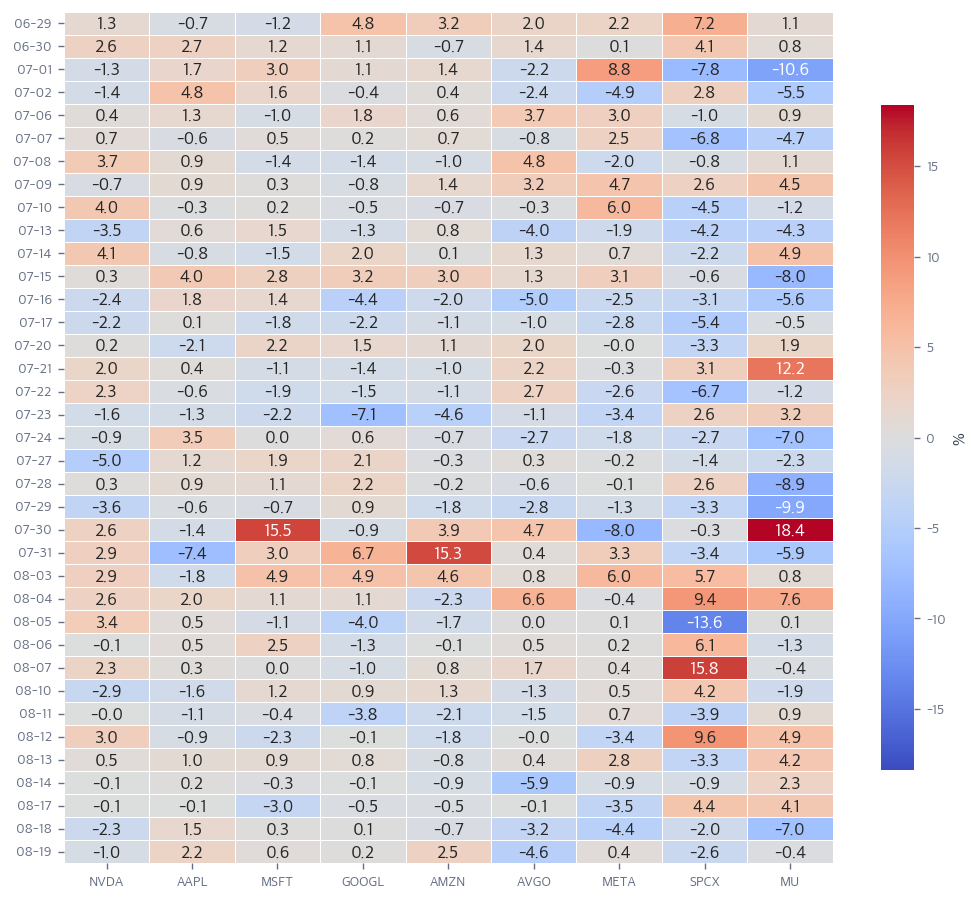 06-29 1.3 -0.7 -1.2 4.8 3.2 2.0 2.2 7.2 1.1
06-30 2.6 2.7 1.2 1.1 -0.7 1.4 0.1 4.1 0.8
07-01 -1.3 1.7 3.0 1.1 1.4 -2.2 8.8 -7.8 -10.6
07-02 -1.4 4.8 1.6 -0.4 0.4 -2.4 -4.9 2.8 -5.5
07-06 0.4 1.3 -1.0 1.8 0.6 3.7 3.0 -1.0 0.9
07-07 0.7 -0.6 0.5 0.2 0.7 -0.8 2.5 -6.8 -4.7
07-08 3.7 0.9 -1.4 -1.4 -1.0 4.8 -2.0 -0.8 1.1
07-09 -0.7 0.9 0.3 -0.8 1.4 3.2 4.7 2.6 4.5
07-10 4.0 -0.3 0.2 -0.5 -0.7 -0.3 6.0 -4.5 -1.2
07-13 -3.5 0.6 1.5 -1.3 0.8 -4.0 -1.9 -4.2 -4.3
07-14 4.1 -0.8 -1.5 2.0 0.1 1.3 0.7 -2.2 4.9
07-15 0.3 4.0 2.8 3.2 3.0 1.3 3.1 -0.6 -8.0
07-16 -2.4 1.8 1.4 -4.4 -2.0 -5.0 -2.5 -3.1 -5.6
07-17 -2.2 0.1 -1.8 -2.2 -1.1 -1.0 -2.8 -5.4 -0.5
07-20 0.2 -2.1 2.2 1.5 1.1 2.0 -0.0 -3.3 1.9
07-21 2.0 0.4 -1.1 -1.4 -1.0 2.2 -0.3 3.1 12.2
07-22 2.3 -0.6 -1.9 -1.5 -1.1 2.7 -2.6 -6.7 -1.2
07-23 -1.6 -1.3 -2.2 -7.1 -4.6 -1.1 -3.4 2.6 3.2
07-24 -0.9 3.5 0.0 0.6 -0.7 -2.7 -1.8 -2.7 -7.0
07-27 -5.0 1.2 1.9 2.1 -0.3 0.3 -0.2 -1.4 -2.3
07-28 0.3 0.9 1.1 2.2 -0.2 -0.6 -0.1 2.6 -8.9
07-29 -3.6 -0.6 -0.7 0.9 -1.8 -2.8 -1.3 -3.3 -9.9
07-30 2.6 -1.4 15.5 -0.9 3.9 4.7 -8.0 -0.3 18.4
07-31 2.9 -7.4 3.0 6.7 15.3 0.4 3.3 -3.4 -5.9
08-03 2.9 -1.8 4.9 4.9 4.6 0.8 6.0 5.7 0.8
08-04 2.6 2.0 1.1 1.1 -2.3 6.6 -0.4 9.4 7.6
08-05 3.4 0.5 -1.1 -4.0 -1.7 0.0 0.1 -13.6 0.1
08-06 -0.1 0.5 2.5 -1.3 -0.1 0.5 0.2 6.1 -1.3
08-07 2.3 0.3 0.0 -1.0 0.8 1.7 0.4 15.8 -0.4
08-10 -2.9 -1.6 1.2 0.9 1.3 -1.3 0.5 4.2 -1.9
08-11 -0.0 -1.1 -0.4 -3.8 -2.1 -1.5 0.7 -3.9 0.9
08-12 3.0 -0.9 -2.3 -0.1 -1.8 -0.0 -3.4 9.6 4.9
08-13 0.5 1.0 0.9 0.8 -0.8 0.4 2.8 -3.3 4.2
08-14 -0.1 0.2 -0.3 -0.1 -0.9 -5.9 -0.9 -0.9 2.3
08-17 -0.1 -0.1 -3.0 -0.5 -0.5 -0.1 -3.5 4.4 4.1
08-18 -2.3 1.5 0.3 0.1 -0.7 -3.2 -4.4 -2.0 -7.0
08-19 -1.0 2.2 0.6 0.2 2.5 -4.6 0.4 -2.6 -0.4
NVDA AAPL MSFT GOOGL AMZN AVGO META SPCX MU
15
10
5
0
-5
-10
-15
%